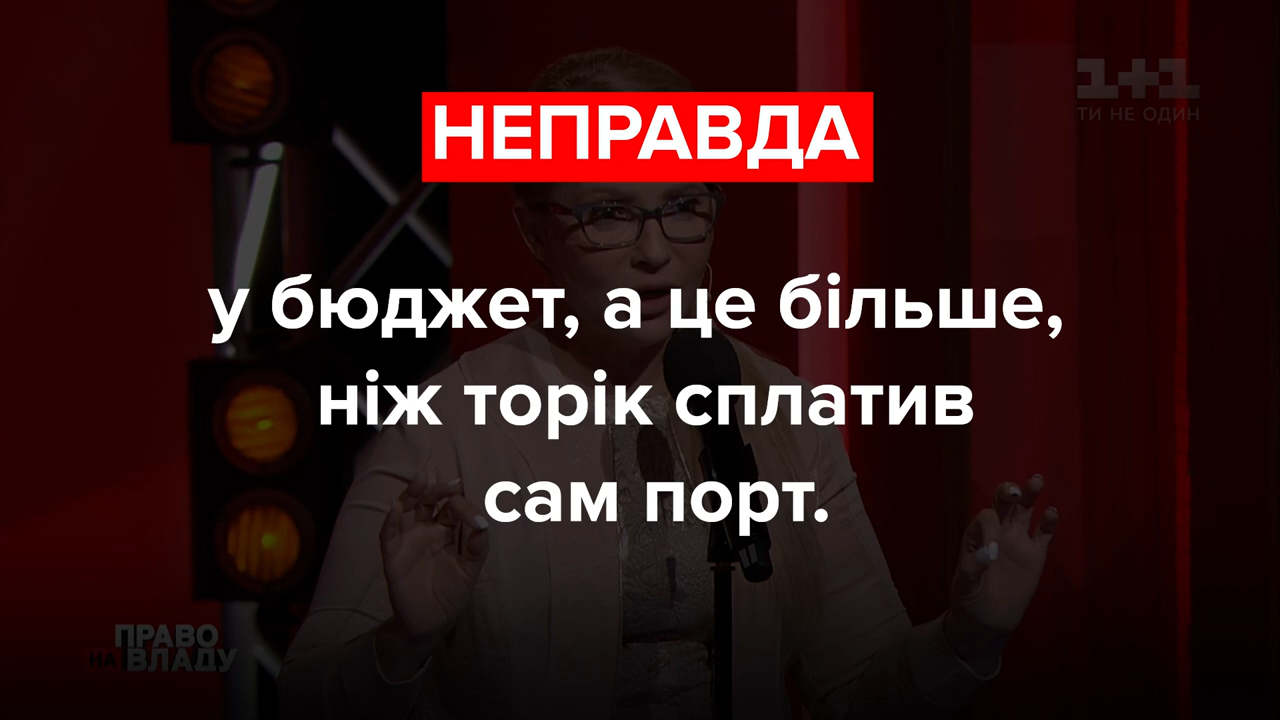 1+1
ТИ НЕ ОДИН
НЕПРАВДА
у бюджет, а це більше,
ніж торік сплатив
сам порт.
ПРАВО
НА ВЛАДУ